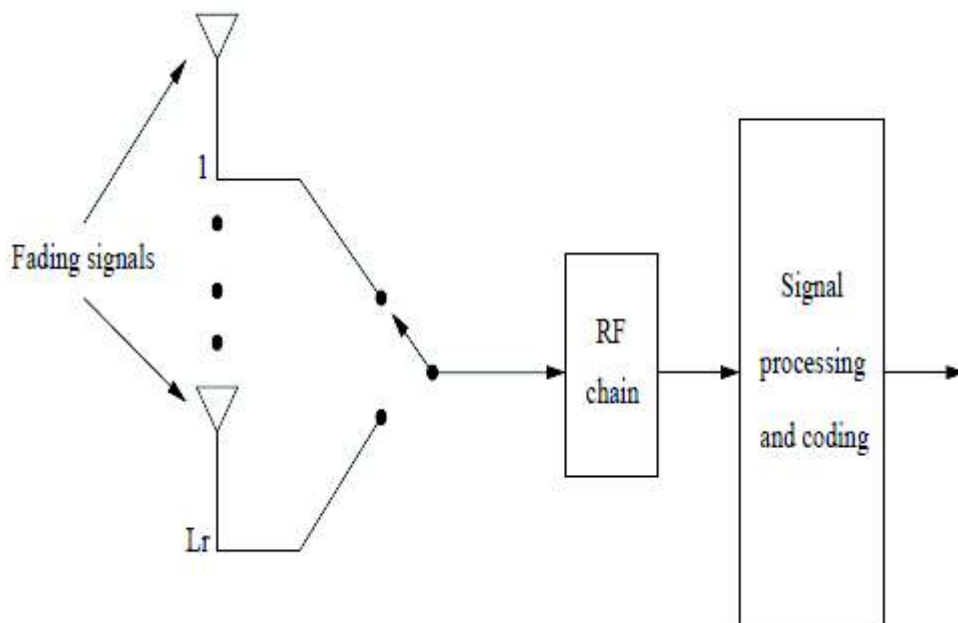 1
Fading signals
Lr
RF
chain
Signal
processing
and coding